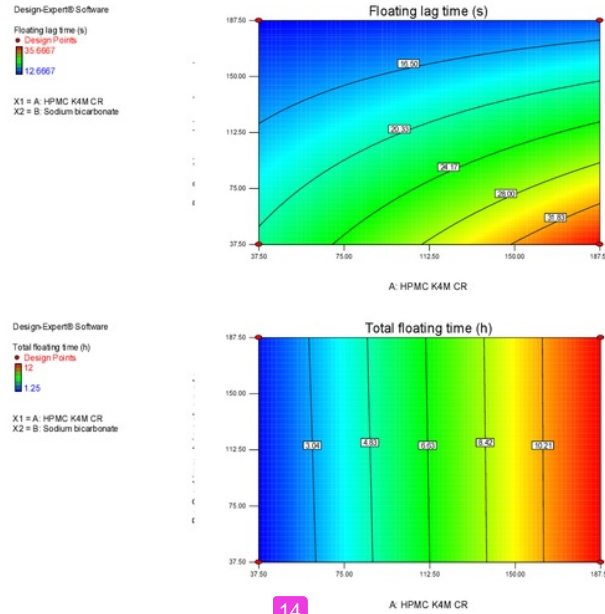 Design-Expert® Software
Floating lag time (s)
Design Points
35.6667
12.6667
X1 = A: HPMC K4M CR
X2 = B: Sodium bicarbonate
Floating lag time (s)
187.50
150.00
112.50
75.00
37.50
16.50
20.33
24.17
28.00
31.83
37.50 75.00 112.50 150.00 187.5
A: HPMC K4M CR
Design-Expert® Software
Total floating time (h)
Design Points
12
1.25
X1 = A: HPMC K4M CR
X2 = B: Sodium bicarbonate
Total floating time (h)
187.50
150.00
112.50
75.00
37.50
3.04 4.83 6.63 8.42 10.21
37.50 75.00 112.50 150.00 187.5
A: HPMC K4M CR
14